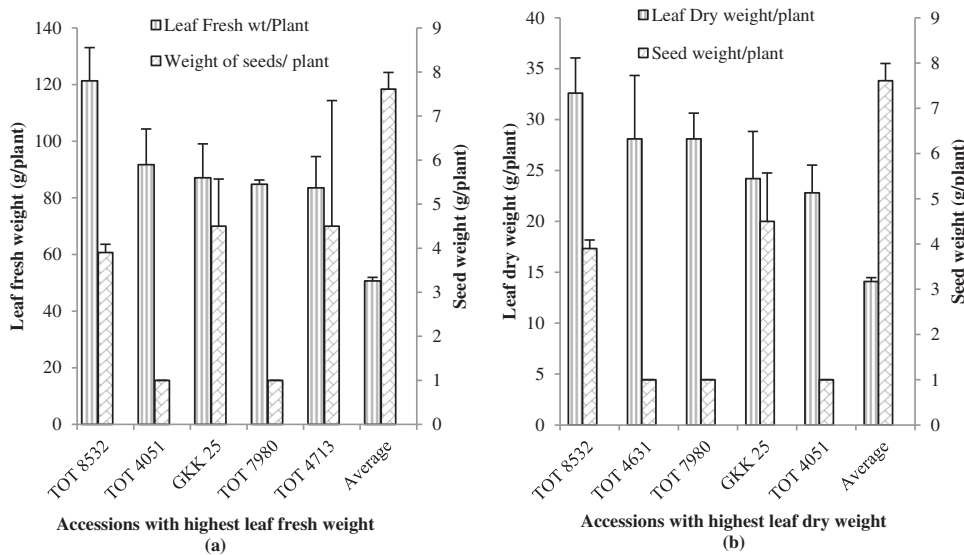 140
120
100
80
60
40
20
0
Leaf fresh weight (g/plant)
Leaf Fresh wt/Plant
Weight of seeds/ plant
9
8
7
6
5
4
3
2
1
0
Seed weight (g/plant)
TOT 8532
TOT 4051
GKK 25
TOT 7980
TOT 4713
Average
Accessions with highest leaf fresh weight
(a)
40
35
30
25
20
15
10
5
0
Leaf dry weight (g/plant)
Leaf Dry weight/plant
Seed weight/plant
9
8
7
6
5
4
3
2
1
0
Seed weight (g/plant)
TOT 8532
TOT 4631
TOT 7980
GKK 25
TOT 4051
Average
Accessions with highest leaf dry weight
(b)